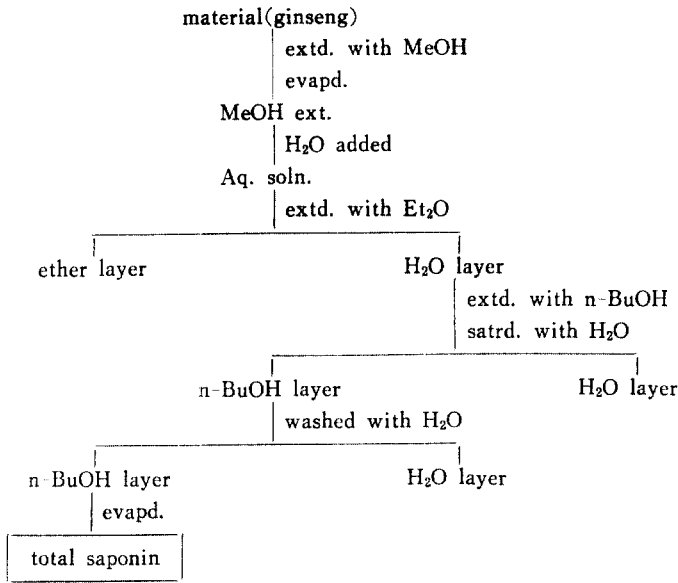 material(ginseng)
extd. with MeOH
evapd.
MeOH ext.
H₂O added
Aq. soln.
extd. with Et₂O
ether layer
H₂O layer
extd. with n-BuOH
satrd. with H₂O
n-BuOH layer
H₂O layer
washed with H₂O
n-BuOH layer
H₂O layer
evapd.
total saponin